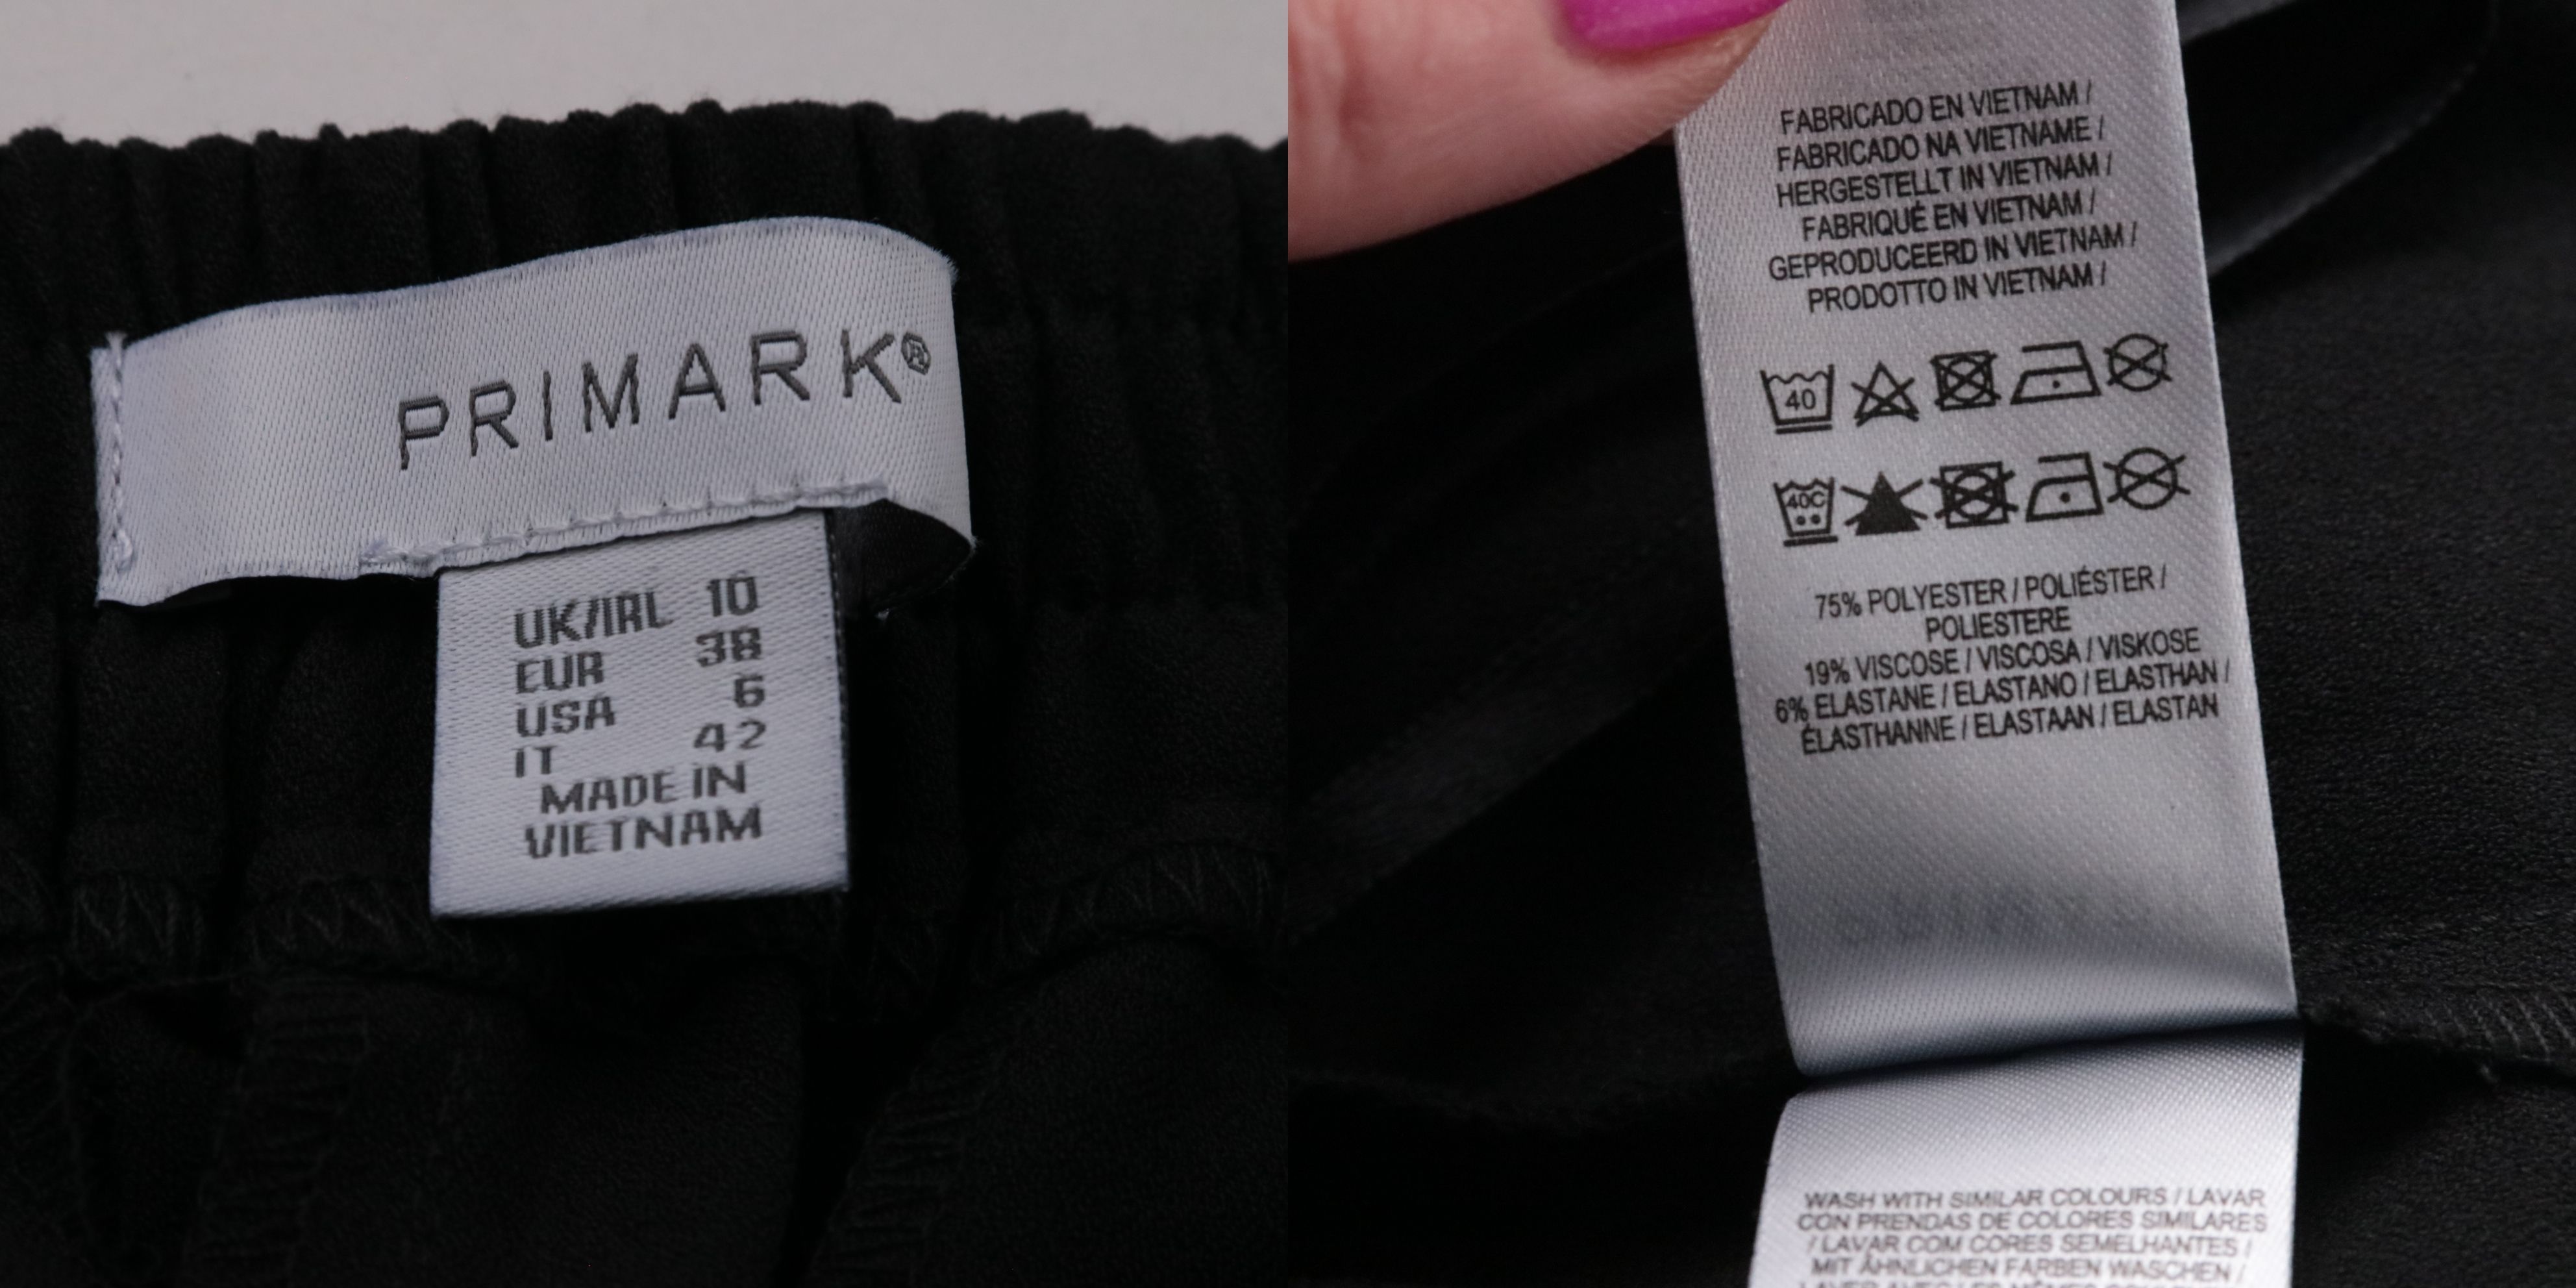 PRIMARK®
UK/IRL 10
EUR 38
USA 6
IT 42
MADE IN
VIETNAM
FABRICADO EN VIETNAM /
FABRICADO NA VIETNAME /
HERGESTELLT IN VIETNAM /
FABRIQUÉ EN VIETNAM /
GEPRODUCEERD IN VIETNAM /
PRODOTTO IN VIETNAM /
40
40C
75% POLYESTER / POLIÉSTER /
POLIESTERE
19% VISCOSE / VISCOSA / VISKOSE
6% ELASTANE / ELASTANO / ELASTHAN /
ÉLASTHANNE / ELASTAAN / ELASTAN
WASH WITH SIMILAR COLOURS / LAVAR
CON PRENDAS DE COLORES SIMILARES
/ LAVAR COM CORES SEMELHANTES /
MIT ÄHNLICHEN FARBEN WASCHEN /